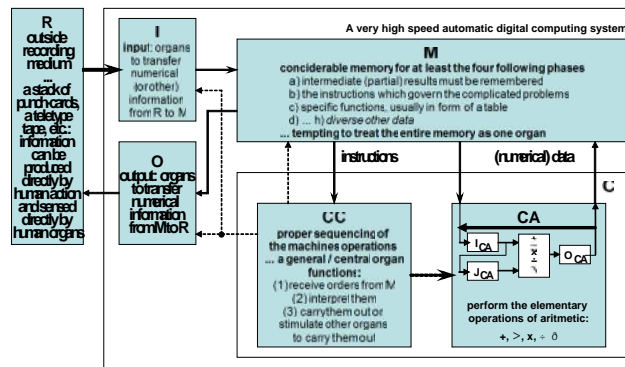 A very high speed automatic digital computing system
R
outside
recording
medium
...
a stack of
punch-cards,
a teletype
tape, etc.:
information
can be
produced
directly by
human action
and sensed
directly by
human organs
I
input: organs
to transfer
numerical
(or other)
information
from R to M
O
output: organs
to transfer
numerical
information
from M to R
M
conciderable memory for at least the four following phases
a) intermediate (partial) results must be remembered
b) the instructions which govern the complicated problems
c) specific functions, usually in form of a table
d) ... h) diverse other data
.... tempting to treat the entire memory as one organ
instructions
(numerical) data
C
CC
proper sequencing of
the machines operations
.... a general / central organ
functions:
(1) receive orders from M
(2) interpret them
(3) carry them out or
stimulate other organs
to carry them out
CA
I CA
J CA
O CA
perform the elementary
operations of aritmetic:
+, >, x, ÷ ð